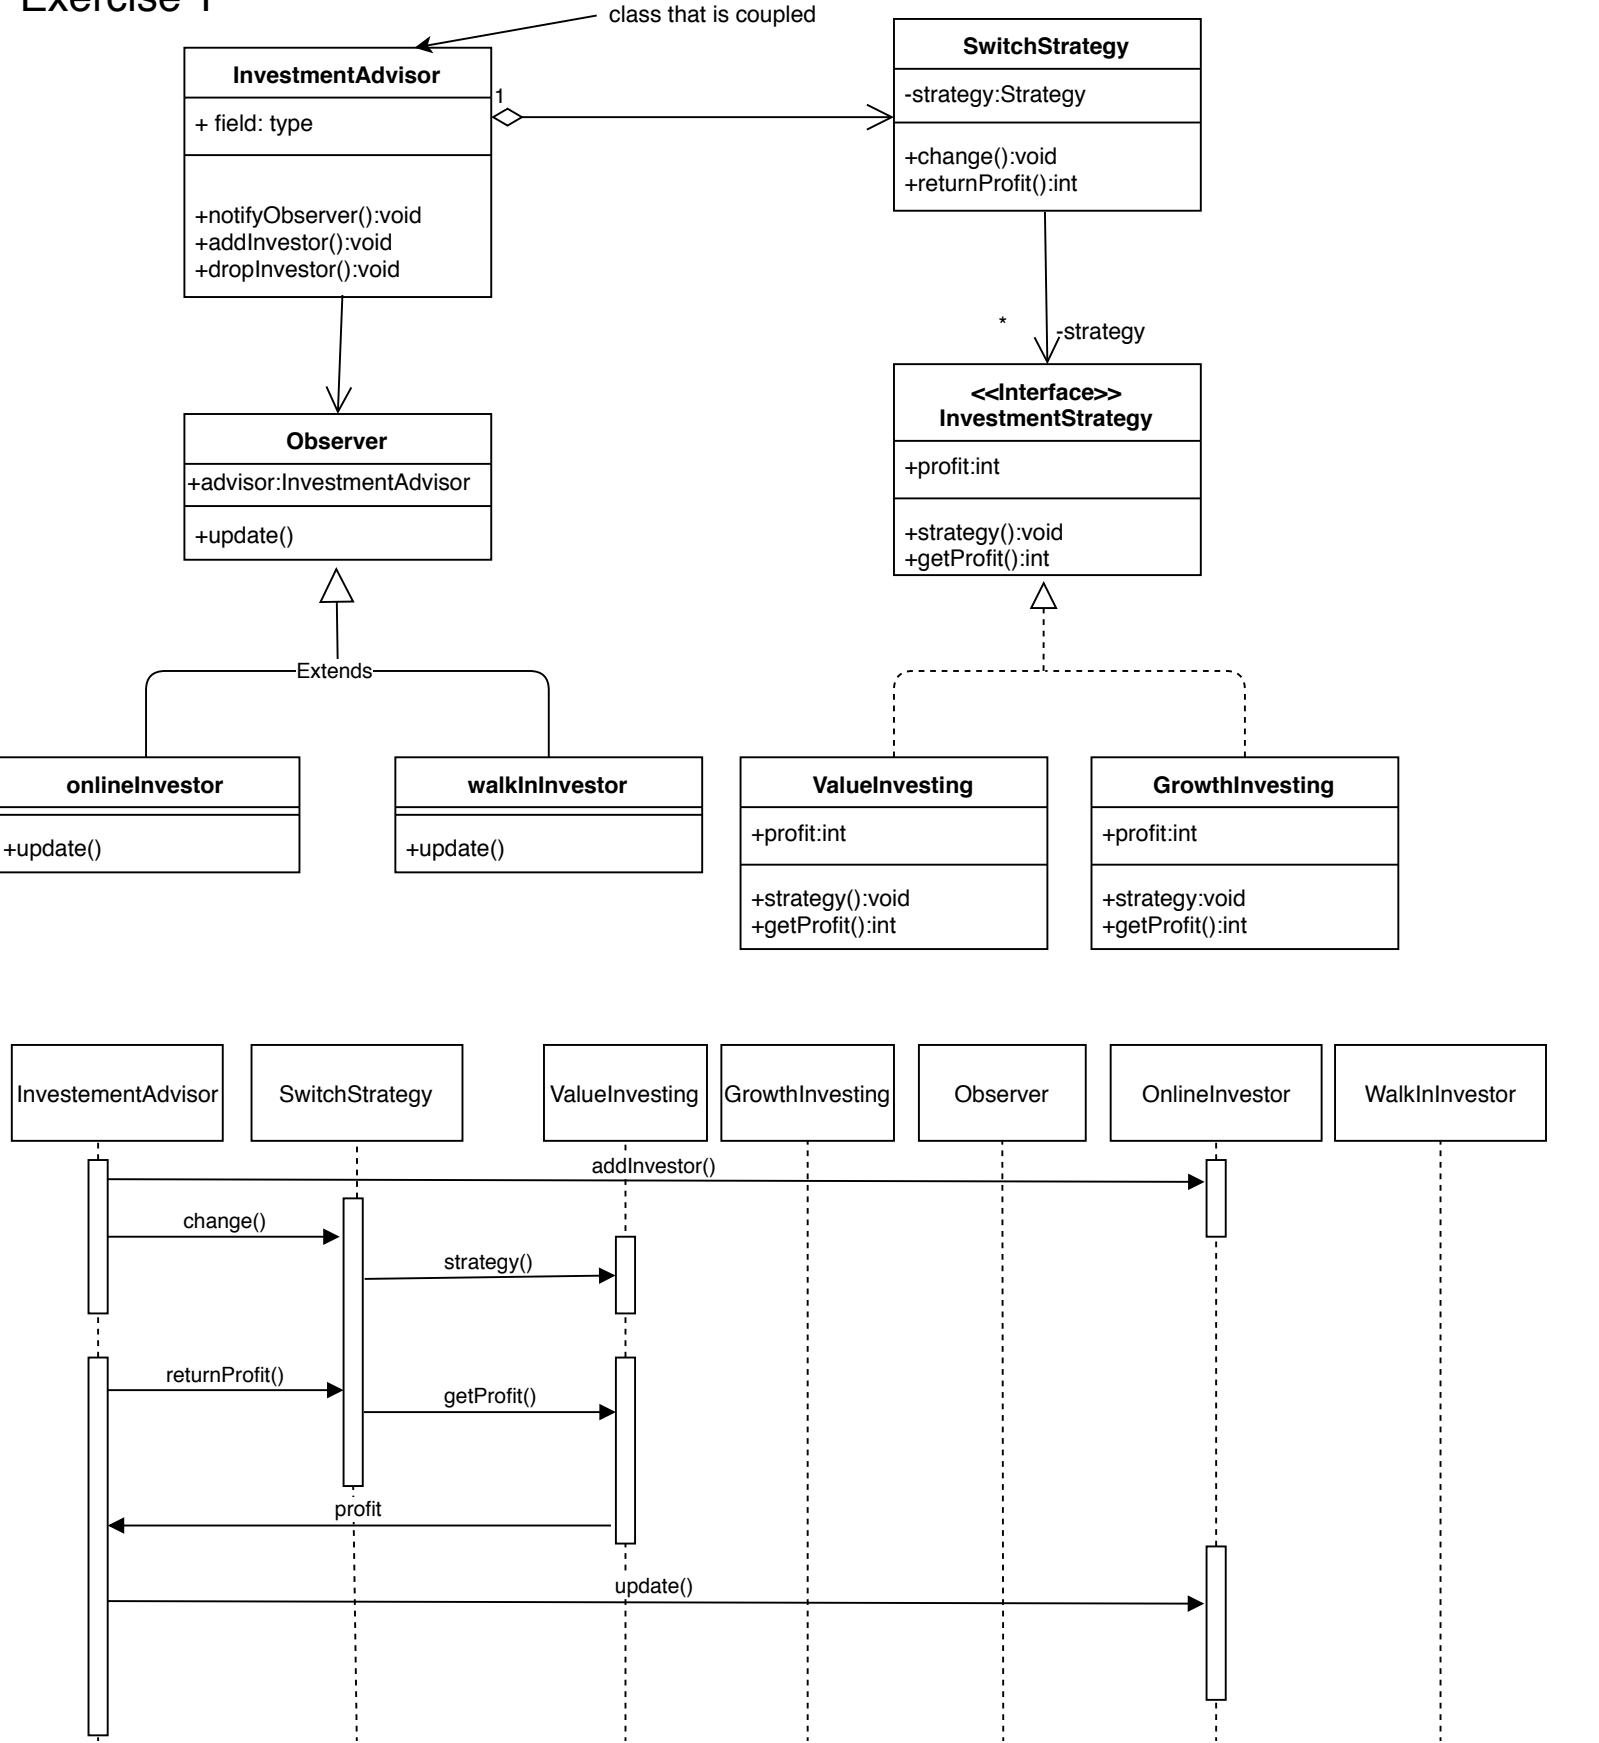 Exercise 1
class that is coupled
InvestmentAdvisor
+ field: type
+notifyObserver():void
+addInvestor():void
+dropInvestor():void
1
SwitchStrategy
-strategy:Strategy
+change():void
+returnProfit():int
*
-strategy
Observer
+advisor:InvestmentAdvisor
+update()
<<Interface>>
InvestmentStrategy
+profit:int
+strategy():void
+getProfit():int
Extends
onlineInvestor
+update()
walkInInvestor
+update()
ValueInvesting
+profit:int
+strategy():void
+getProfit():int
GrowthInvesting
+profit:int
+strategy:void
+getProfit():int
InvestementAdvisor
SwitchStrategy
ValueInvesting
GrowthInvesting
Observer
OnlineInvestor
WalkInInvestor
addInvestor()
change()
strategy()
returnProfit()
getProfit()
profit
update()